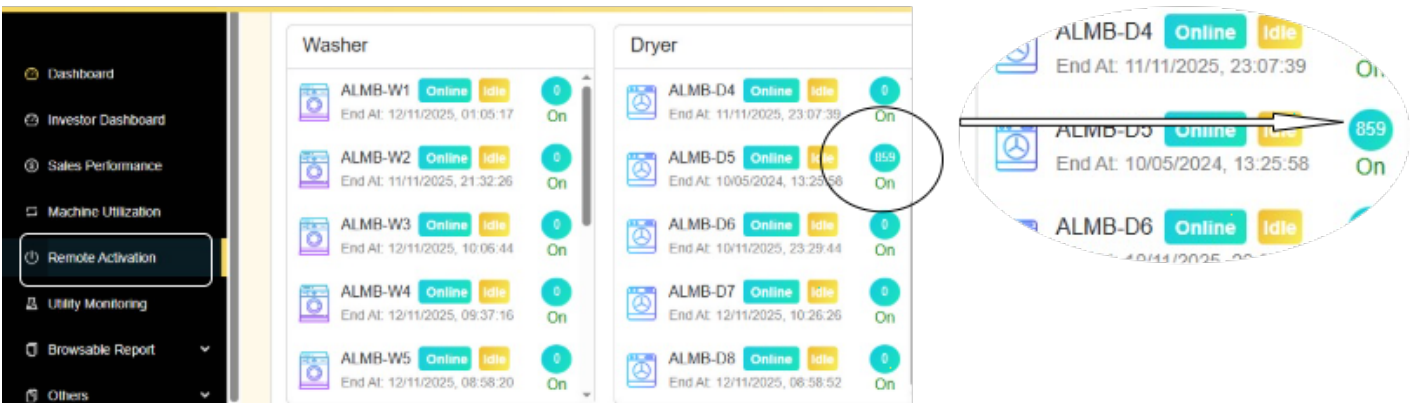 Dashboard
Investor Dashboard
Sales Performance
Machine Utilization
Remote Activation
Utility Monitoring
Browsable Report
Others
Washer
ALMB-W1 Online Idle 0
End At: 12/11/2025, 01:05:17 On
ALMB-W2 Online Idle 0
End At: 11/11/2025, 21:32:26 On
ALMB-W3 Online Idle 0
End At: 12/11/2025, 10:06:44 On
ALMB-W4 Online Idle 0
End At: 12/11/2025, 09:37:16 On
ALMB-W5 Online Idle 0
End At: 12/11/2025, 08:58:20 On
Dryer
ALMB-D4 Online Idle 0
End At: 11/11/2025, 23:07:39 On
ALMB-D5 Online Idle 859
End At: 10/05/2024, 13:25:58 On
ALMB-D6 Online Idle 0
End At: 10/11/2025, 23:29:44 On
ALMB-D7 Online Idle 0
End At: 12/11/2025, 10:26:26 On
ALMB-D8 Online Idle 0
End At: 12/11/2025, 08:58:52 On
ALMB-D4 Online Idle
End At: 11/11/2025, 23:07:39 On
ALMB-D5 Online 859
End At: 10/05/2024, 13:25:58 On
ALMB-D6 Online Idle